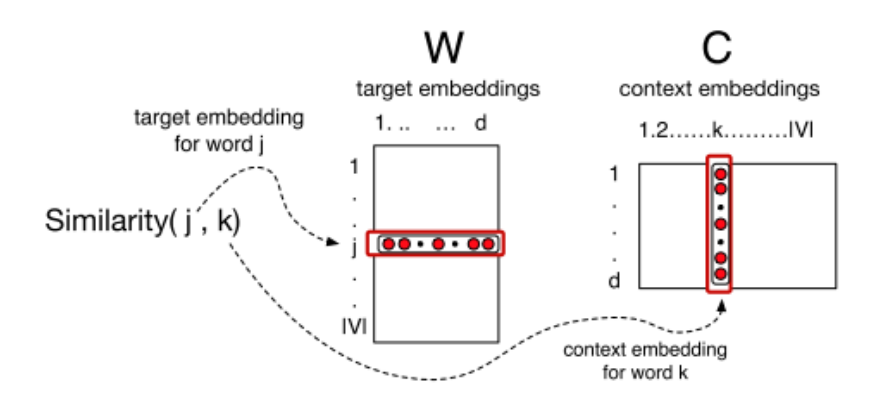 W
C
target embeddings
context embeddings
target embedding
for word j
1. .. ... d
1.2......k.........|V|
1
.
.
j
.
.
|V|
1
.
.
.
d
Similarity( j , k)
context embedding
for word k